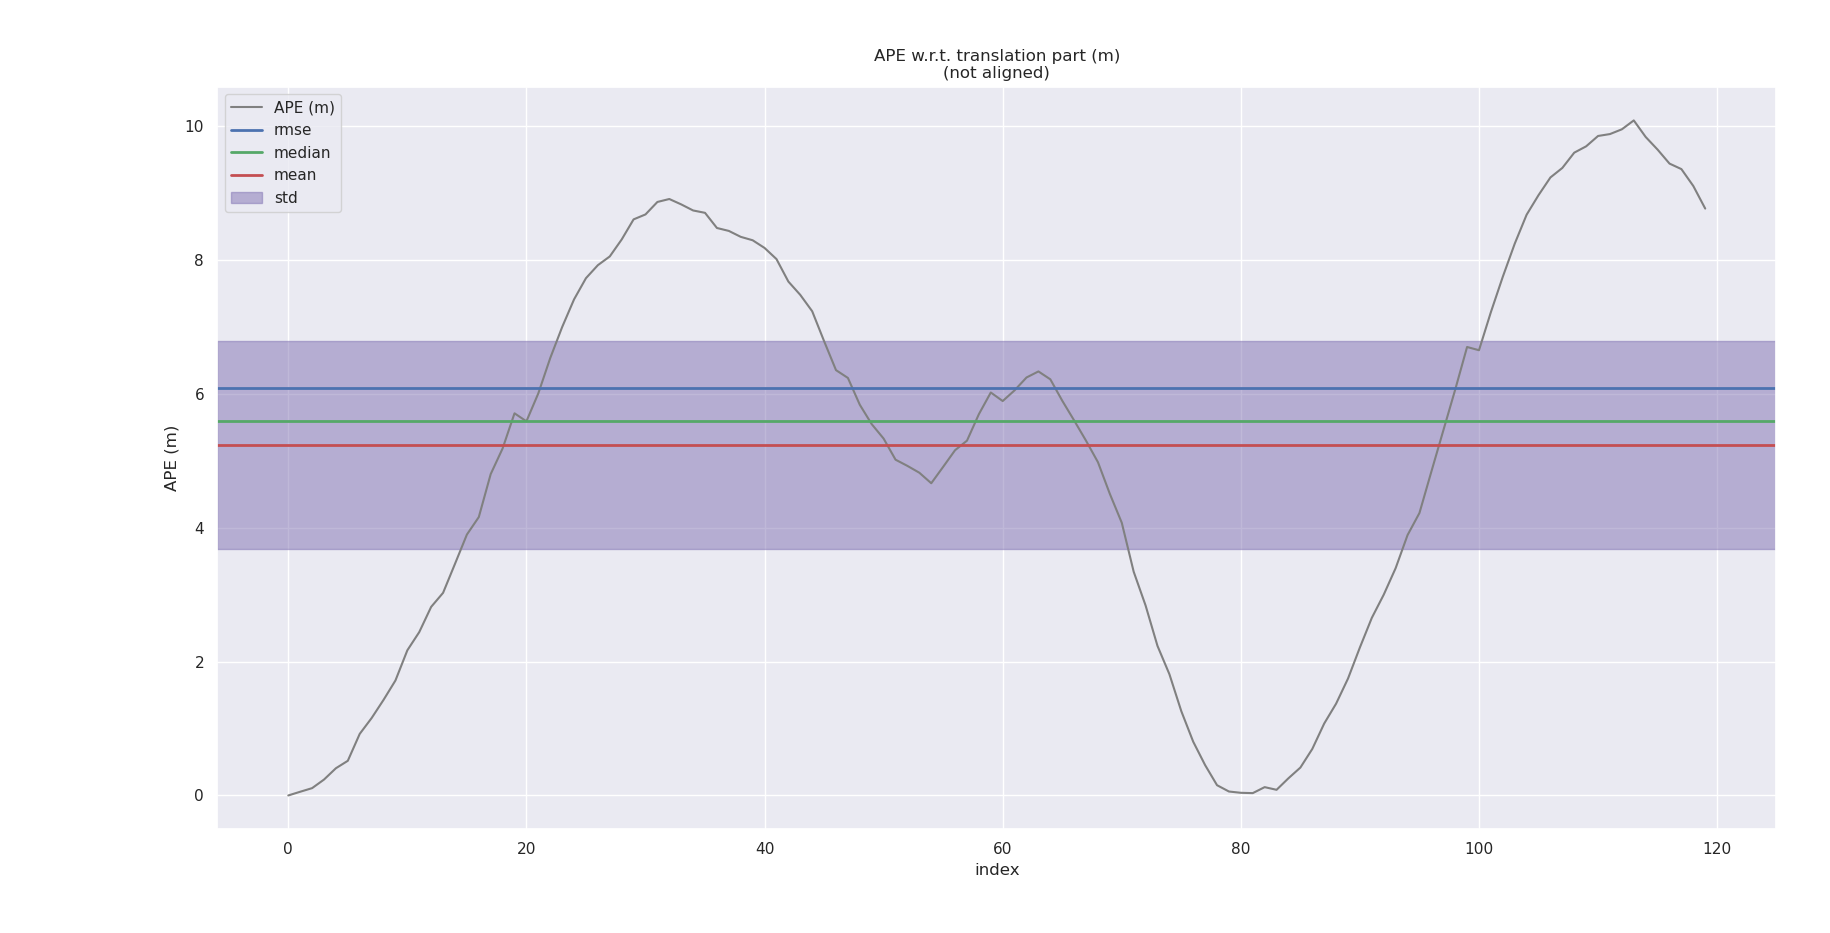 APE w.r.t. translation part (m)
(not aligned)
APE (m)
rmse
median
mean
std
10
8
6
4
2
0
APE (m)
0 20 40 60 80 100 120
index